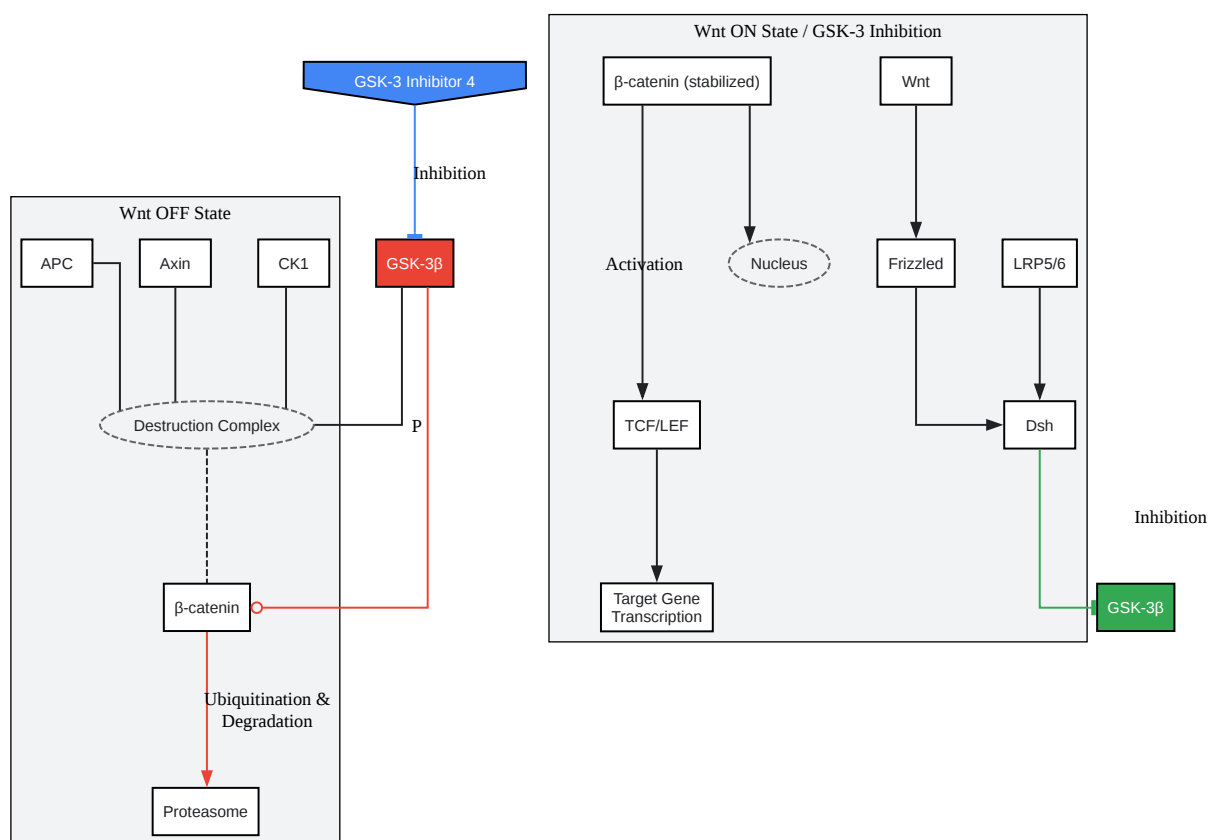 Wnt ON State / GSK-3 Inhibition
GSK-3 Inhibitor 4
β-catenin (stabilized)
Wnt
Inhibition
Wnt OFF State
APC
Axin
CK1
GSK-3β
Activation
Nucleus
Frizzled
LRP5/6
Destruction Complex
P
TCF/LEF
Dsh
Inhibition
β-catenin
Target Gene
Transcription
GSK-3β
Ubiquitination &
Degradation
Proteasome